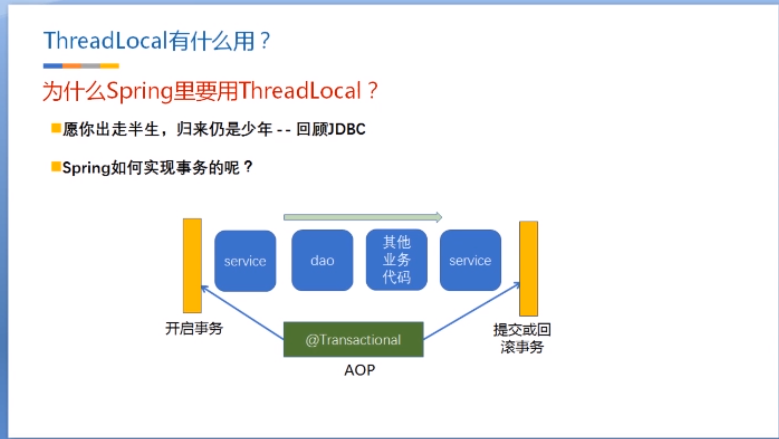 ThreadLocal有什么用？
为什么Spring里要用ThreadLocal？
愿你出走半生，归来仍是少年 -- 回顾JDBC
Spring如何实现事务的呢？
service
dao
其他
业务
代码
service
开启事务
@Transactional
提交或回
滚事务
AOP